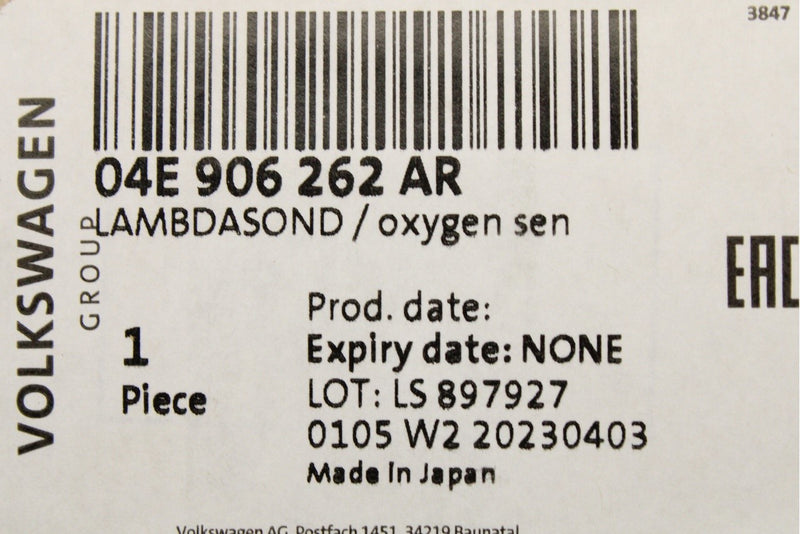 3847
VOLKSWAGEN
GROUP
04E 906 262 AR
LAMBDASOND / oxygen sen
1
Piece
Prod. date:
Expiry date: NONE
LOT: LS 897927
0105 W2 20230403
Made in Japan
EAC
Volkswagen AG, Postfach 1451, 34219 Baunatal